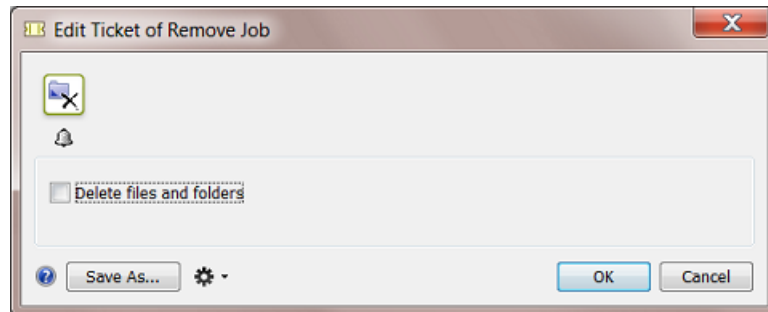 Edit Ticket of Remove Job
Delete files and folders
Save As...
OK
Cancel